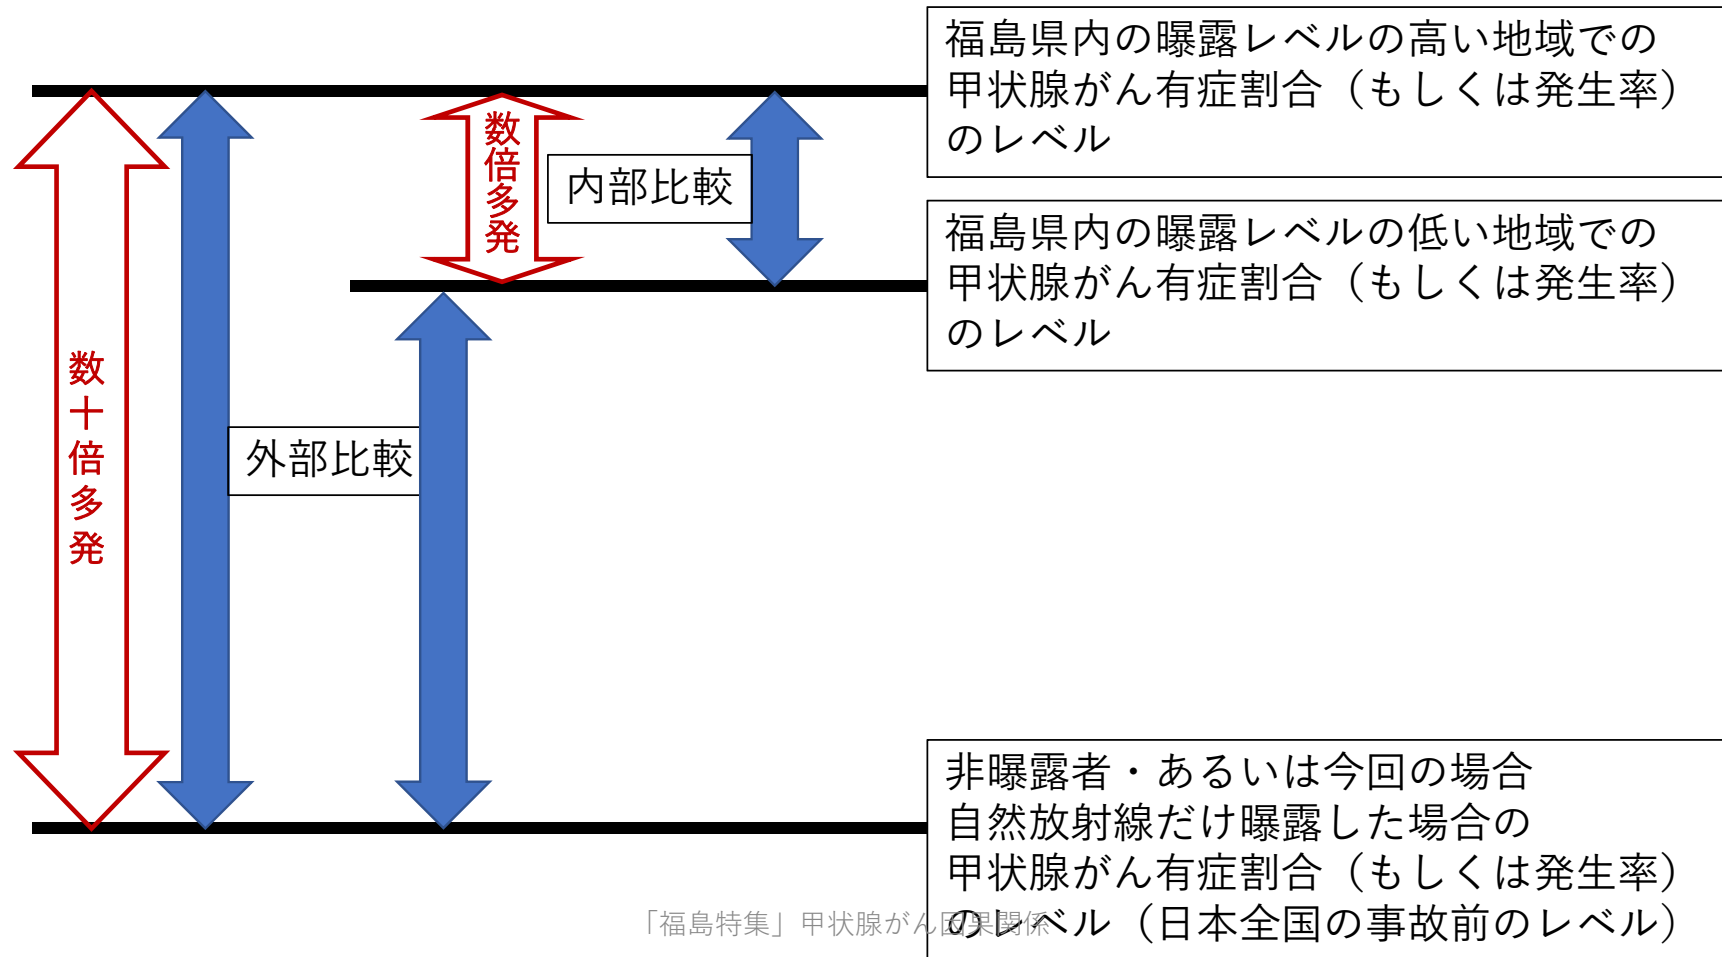 福島県内の曝露レベルの高い地域での
甲状腺がん有症割合（もしくは発生率）
のレベル
数倍多発
内部比較
福島県内の曝露レベルの低い地域での
甲状腺がん有症割合（もしくは発生率）
のレベル
数十倍多発
外部比較
非曝露者・あるいは今回の場合
自然放射線だけ曝露した場合の
甲状腺がん有症割合（もしくは発生率）
のレベル（日本全国の事故前のレベル）
「福島特集」甲状腺がん因果関係